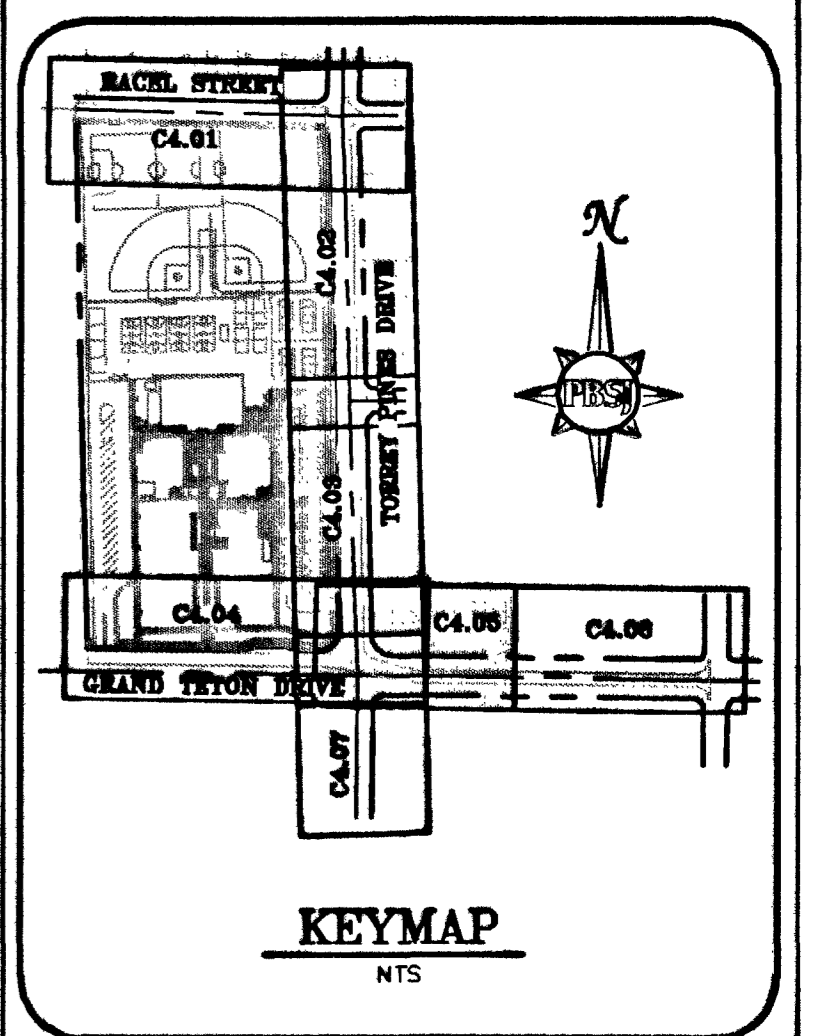 RACEL STREET
C4.01
N
C4.02
TORREY PINES DRIVE
PBSJ
C4.03
C4.04
C4.05
C4.06
GRAND TETON DRIVE
C4.07
KEYMAP
NTS